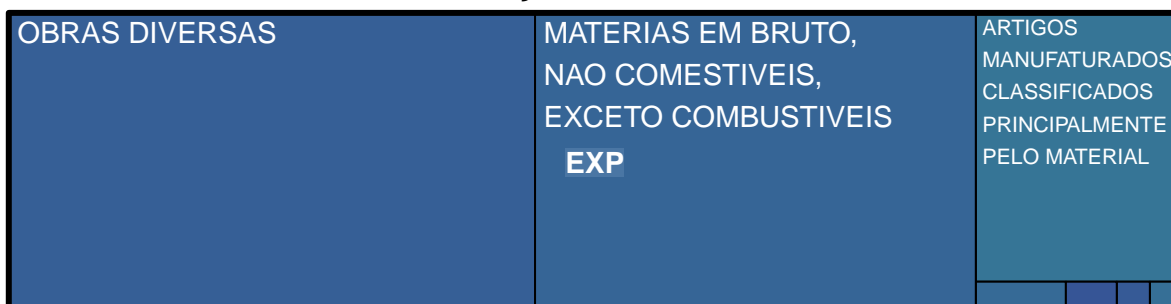 OBRAS DIVERSAS
MATERIAS EM BRUTO,
NAO COMESTIVEIS,
EXCETO COMBUSTIVEIS
EXP
ARTIGOS
MANUFATURADOS
CLASSIFICADOS
PRINCIPALMENTE
PELO MATERIAL